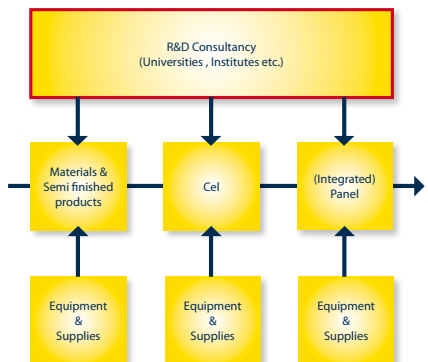 R&D Consultancy
(Universities , Institutes etc.)
Materials &
Semi finished
products
Cel
(Integrated)
Panel
Equipment
&
Supplies
Equipment
&
Supplies
Equipment
&
Supplies